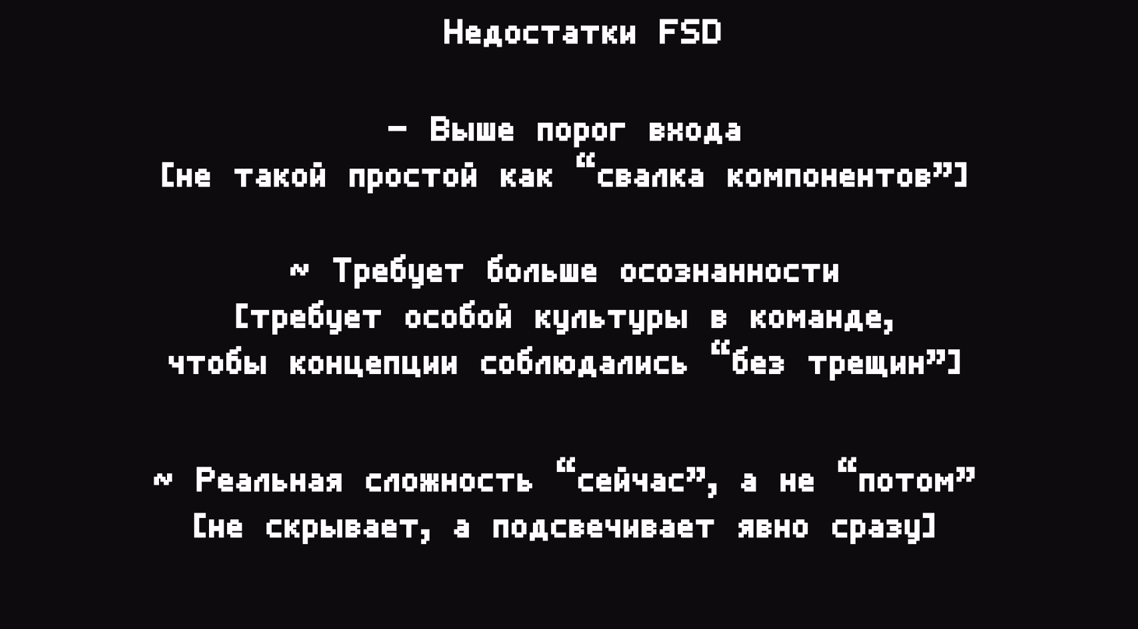 Недостатки FSD
- Выше порог входа
[не такой простой как “свалка компонентов”]
~ Требует больше осознанности
[требует особой культуры в команде,
чтобы концепции соблюдались “без трещин”]
~ Реальная сложность “сейчас”, а не “потом”
[не скрывает, а подсвечивает явно сразу]